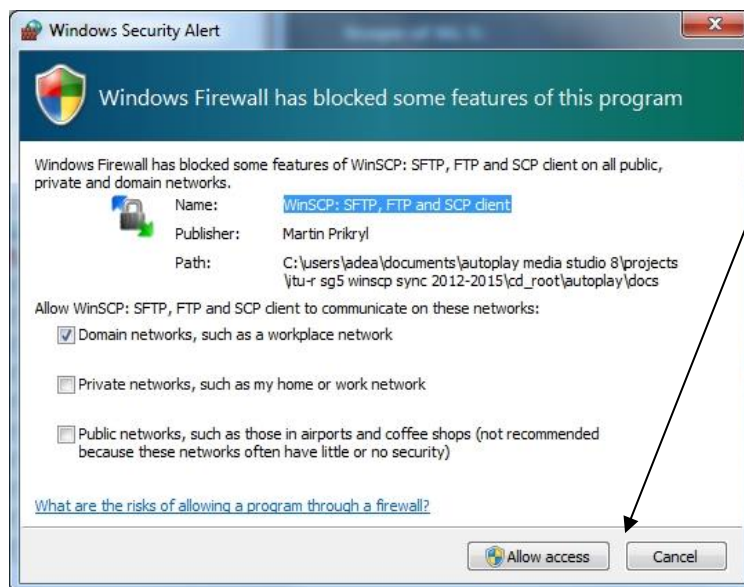 Windows Security Alert
Windows Firewall has blocked some features of this program
Windows Firewall has blocked some features of WinSCP: SFTP, FTP and SCP client on all public,
private and domain networks.
Name: WinSCP: SFTP, FTP and SCP client
Publisher: Martin Prikryl
Path: C:\users\adea\documents\autoplay media studio 8\projects
\itu-r sg5 winscp sync 2012-2015\cd_root\autoplay\docs
Allow WinSCP: SFTP, FTP and SCP client to communicate on these networks:
Domain networks, such as a workplace network
Private networks, such as my home or work network
Public networks, such as those in airports and coffee shops (not recommended
because these networks often have little or no security)
What are the risks of allowing a program through a firewall?
Allow access Cancel